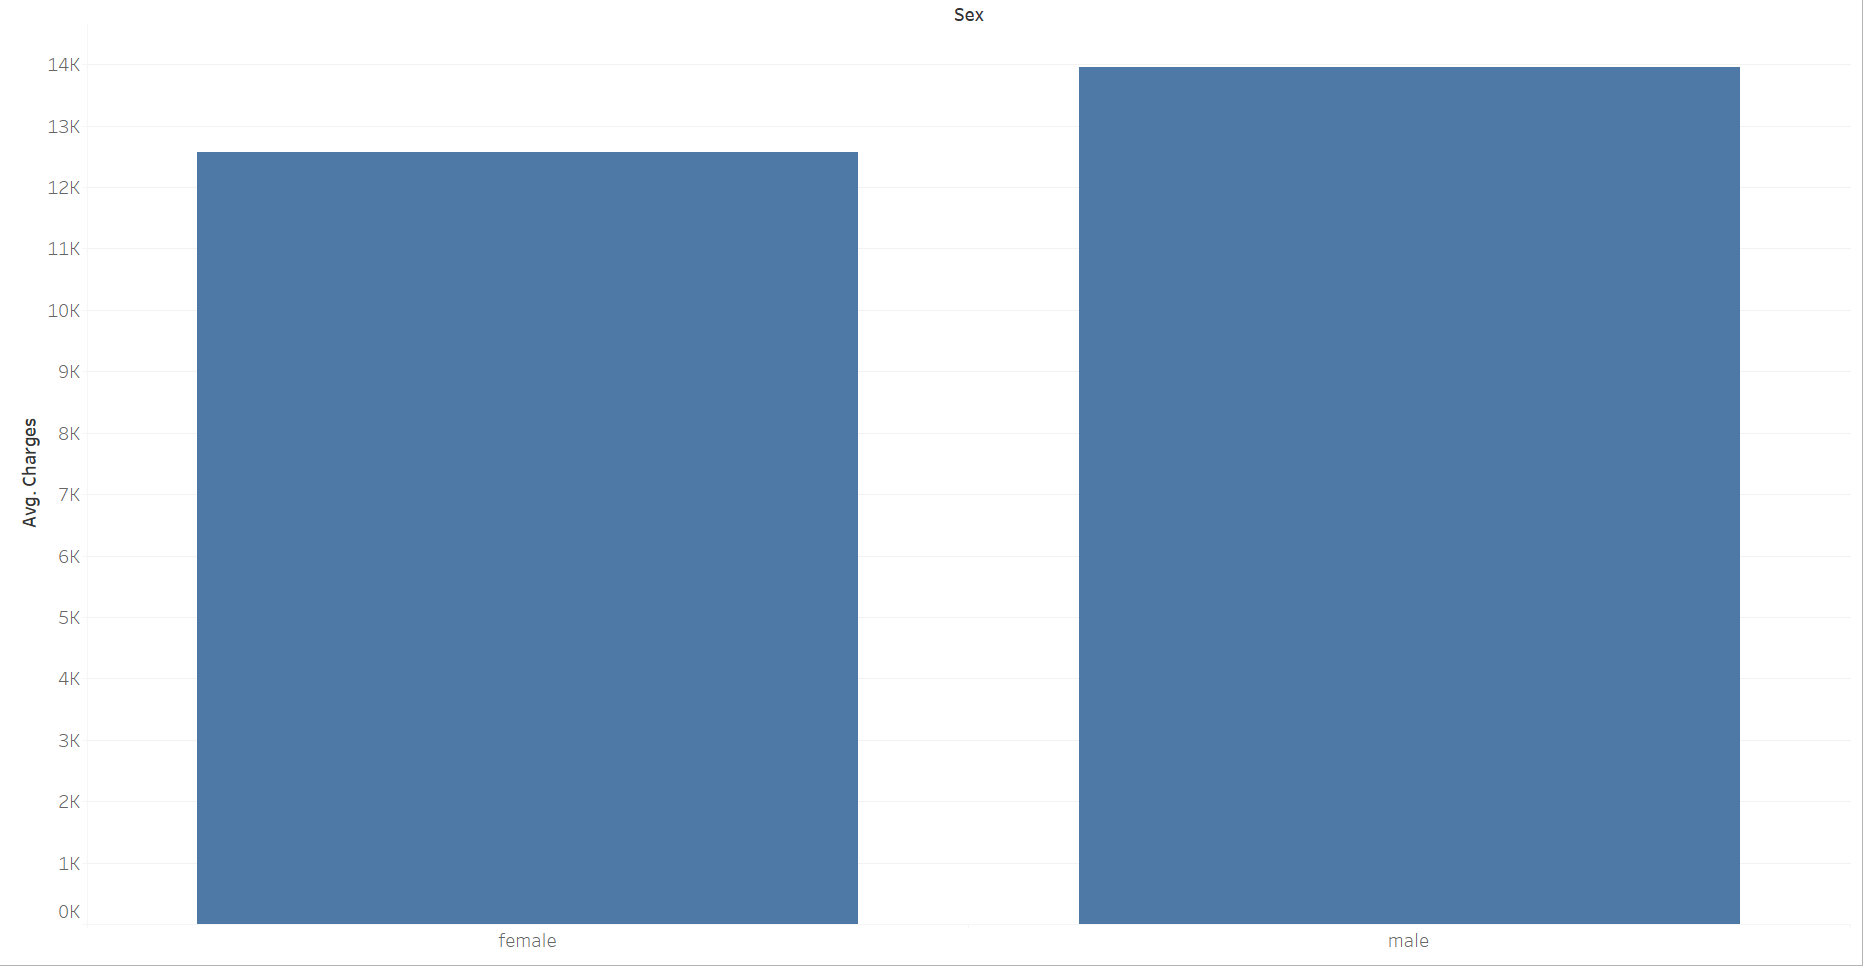 Sex
14K
13K
12K
11K
10K
9K
8K
7K
6K
5K
4K
3K
2K
1K
0K
Avg. Charges
female
male